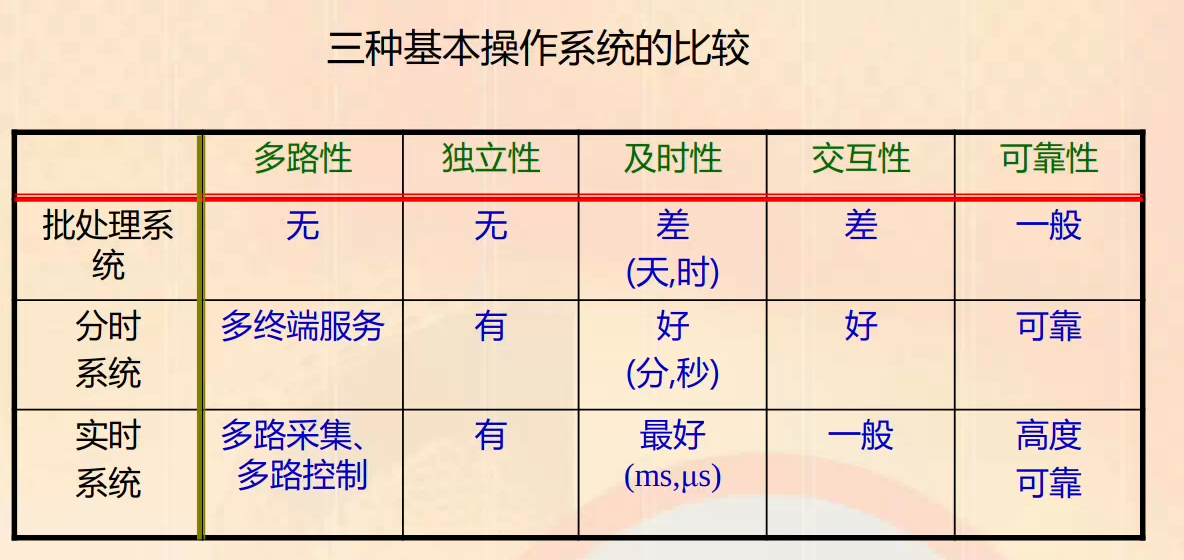 三种基本操作系统的比较
多路性 独立性 及时性 交互性 可靠性
批处理系 无 无 差 差 一般
统 (天,时)
分时 多终端服务 有 好 好 可靠
系统 (分,秒)
实时 多路采集、 有 最好 一般 高度
系统 多路控制 (ms,μs) 可靠